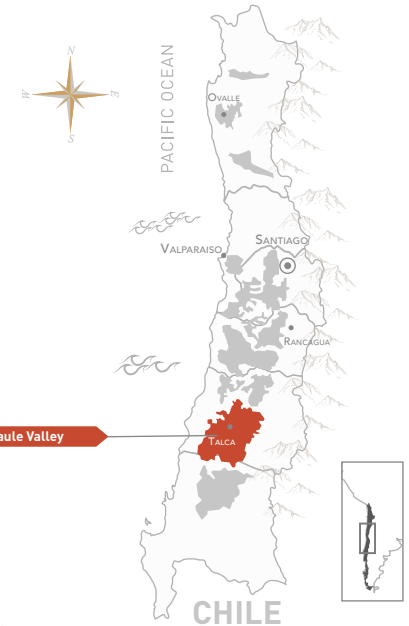 N
W
E
S
PACIFIC OCEAN
OVALLE
VALPARAISO
SANTIAGO
RANCAGUA
aule Valley
TALCA
CHILE